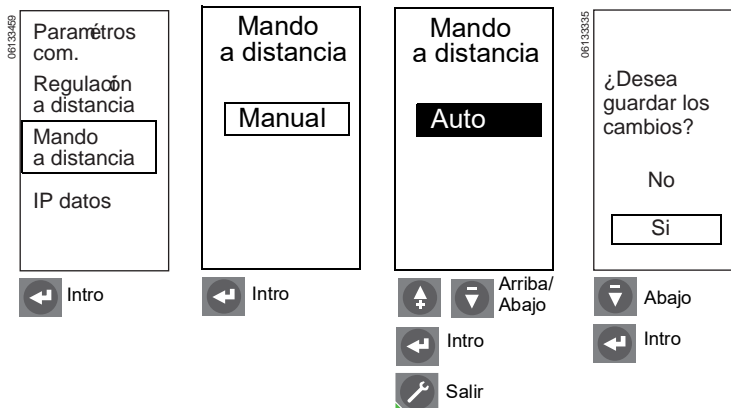 06133459
Paramétros
com.
Regulación
a distancia
Mando
a distancia
IP datos
Intro
Mando
a distancia
Manual
Intro
Mando
a distancia
Auto
Arriba/
Abajo
Intro
Salir
06133335
¿Desea
guardar los
cambios?
No
Si
Abajo
Intro